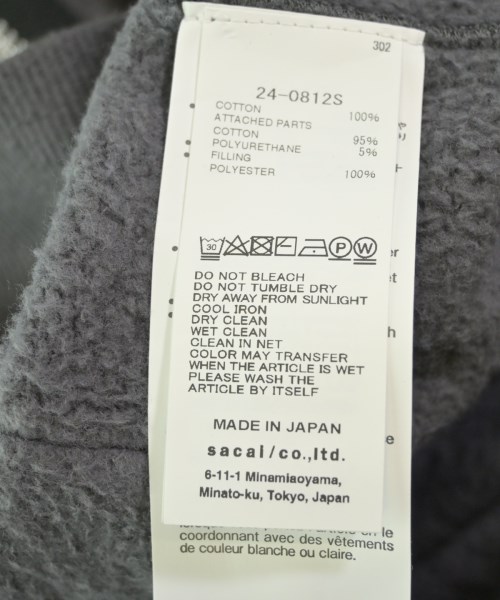 302
24-0812S
COTTON 100%
ATTACHED PARTS
COTTON 95%
POLYURETHANE 5%
FILLING
POLYESTER 100%
30 P W
DO NOT BLEACH
DO NOT TUMBLE DRY
DRY AWAY FROM SUNLIGHT
COOL IRON
DRY CLEAN
WET CLEAN
CLEAN IN NET
COLOR MAY TRANSFER
WHEN THE ARTICLE IS WET
PLEASE WASH THE
ARTICLE BY ITSELF
MADE IN JAPAN
sacai/co.,ltd.
6-11-1 Minamiaoyama,
Minato-ku, Tokyo, Japan
le
coordonnant avec des vêtements
de couleur blanche ou claire.